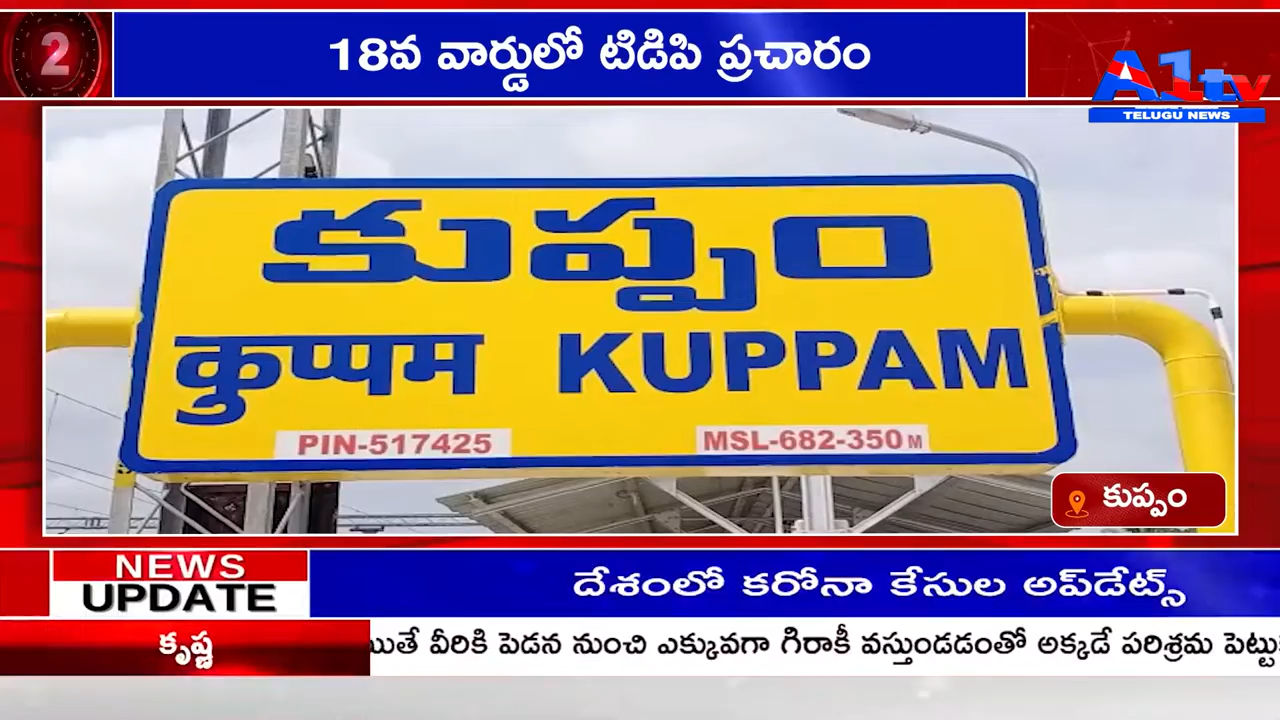 2
18వ వార్డులో టిడిపి ప్రచారం
A1tv
TELUGU NEWS
కుప్పం
कुप्पम KUPPAM
PIN-517425
MSL-682-350 M
కుప్పం
NEWS
UPDATE
దేశంలో కరోనా కేసుల అప్‌డేట్స్
కృష్ణ
వీరికి పెడన నుంచి ఎక్కువగా గిరాకీ వస్తుండడంతో అక్కడే పరిశ్రమ